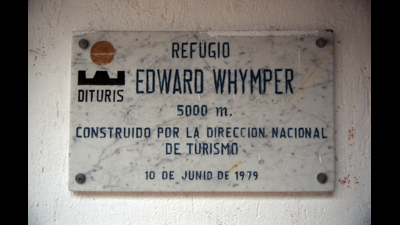 REFUGIO
EDWARD WHYMPER
DITURIS
5000 m.
CONSTRUIDO POR LA DIRECCION NACIONAL
DE TURISMO
10 DE JUNIO DE 1979